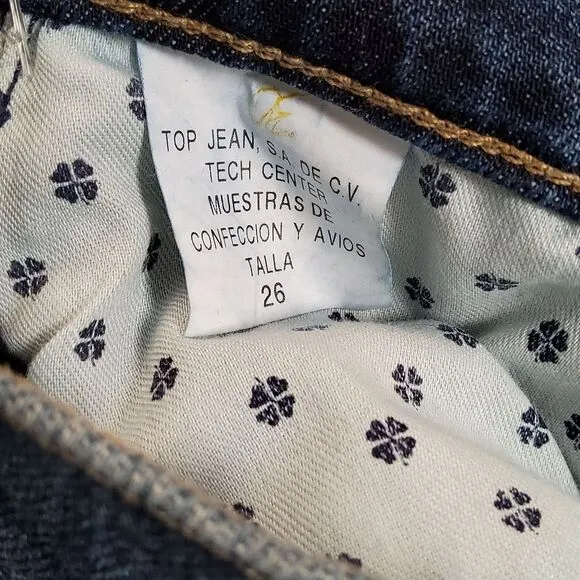 TOP JEAN, S.A. DE C.V.
TECH CENTER
MUESTRAS DE
CONFECCION Y AVIOS
TALLA
26